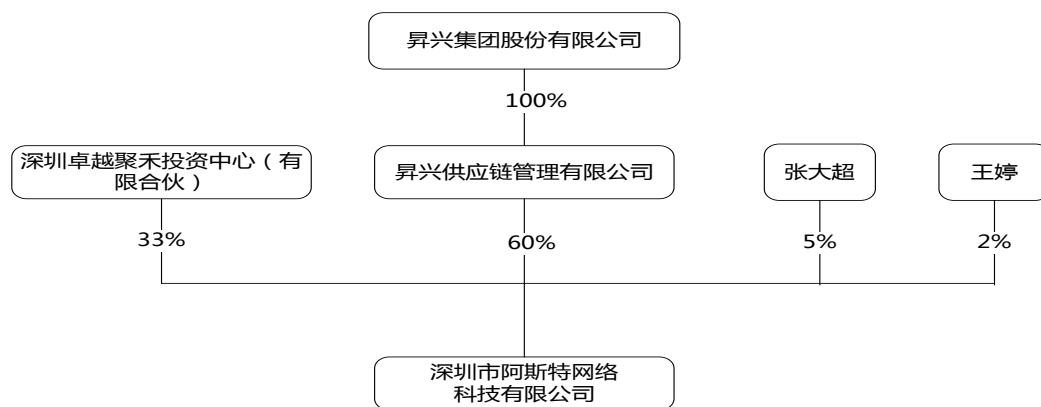 昇兴集团股份有限公司
100%
深圳卓越聚禾投资中心（有
限合伙）
昇兴供应链管理有限公司
张大超
王婷
33%
60%
5%
2%
深圳市阿斯特网络
科技有限公司